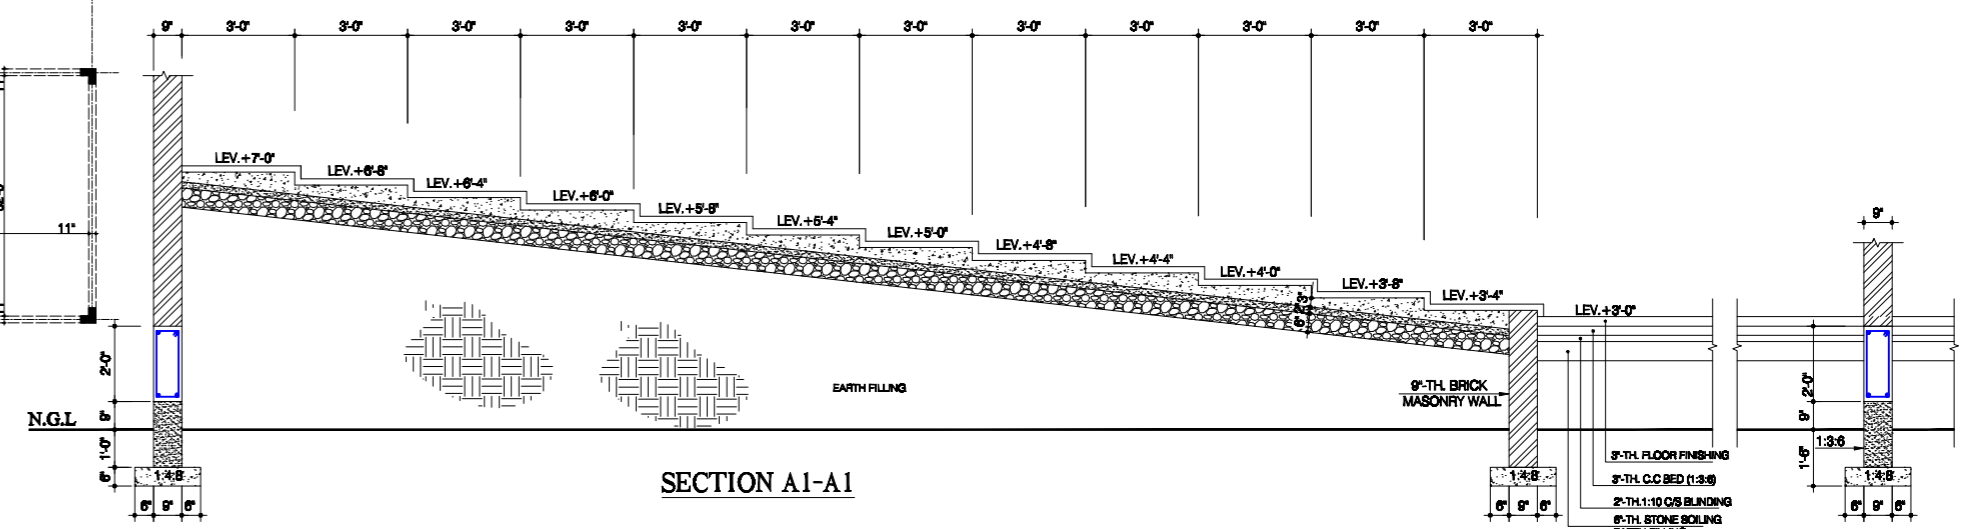 9" 3'-0" 3'-0" 3'-0" 3'-0" 3'-0" 3'-0" 3'-0" 3'-0" 3'-0" 3'-0" 3'-0" 3'-0"
LEV.+7'-0"
LEV.+6'-8"
LEV.+6'-4"
LEV.+6'-0"
LEV.+5'-8"
LEV.+5'-4"
LEV.+5'-0"
LEV.+4'-8"
LEV.+4'-4"
LEV.+4'-0"
LEV.+3'-8"
LEV.+3'-4"
LEV.+3'-0"
9"
11"
6" 2" 3"
2'-0"
9"
1'-0"
6"
N.G.L
EARTH FILLING
9"-TH. BRICK
MASONRY WALL
2'-0"
9"
1'-6"
1:3:6
3"-TH. FLOOR FINISHING
3"-TH. C.C BED (1:3:6)
2"-TH.1:10 C/S BLINDING
6"-TH. STONE SOILING
1:4:8
1:4:8
1:4:8
SECTION A1-A1
6" 9" 6"
6" 9" 6"
6" 9" 6"